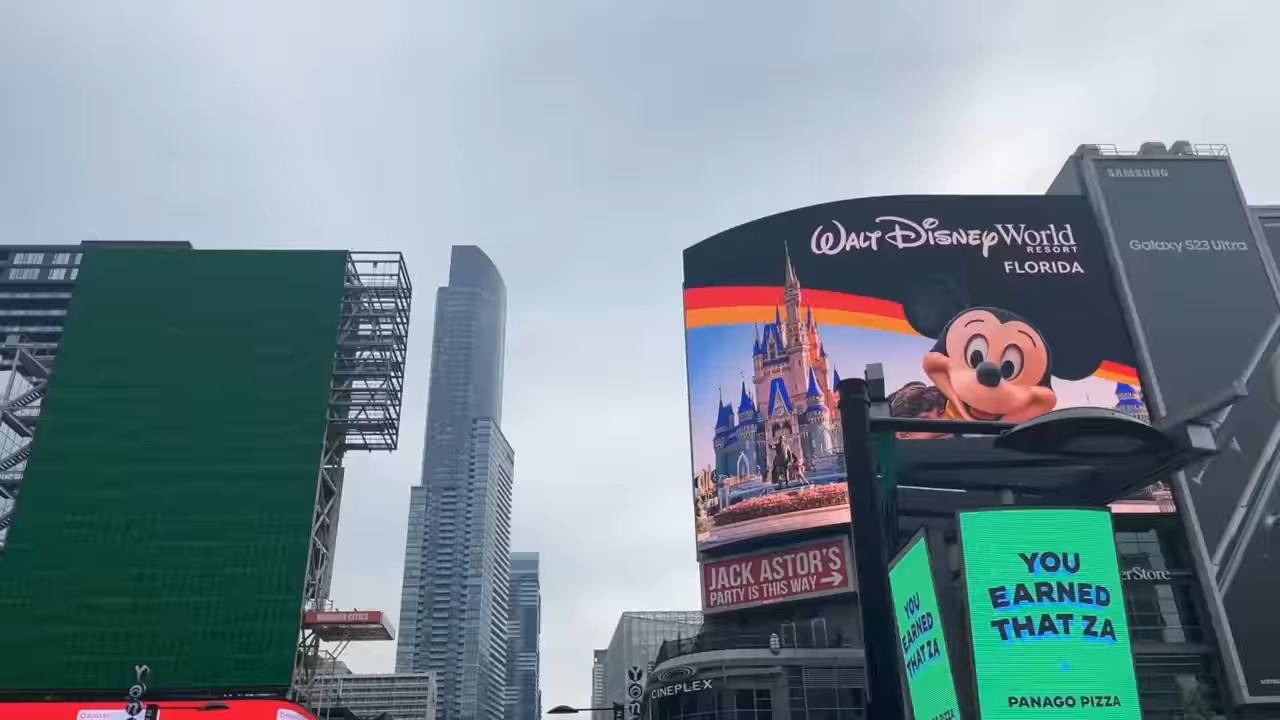 SAMSUNG
Galaxy S23 Ultra
WALT DISNEY World
RESORT
FLORIDA
JACK ASTOR'S
PARTY IS THIS WAY →
CINEPLEX
YOU
EARNED
THAT ZA
PANAGO PIZZA
YOU
EARNED
THAT ZA